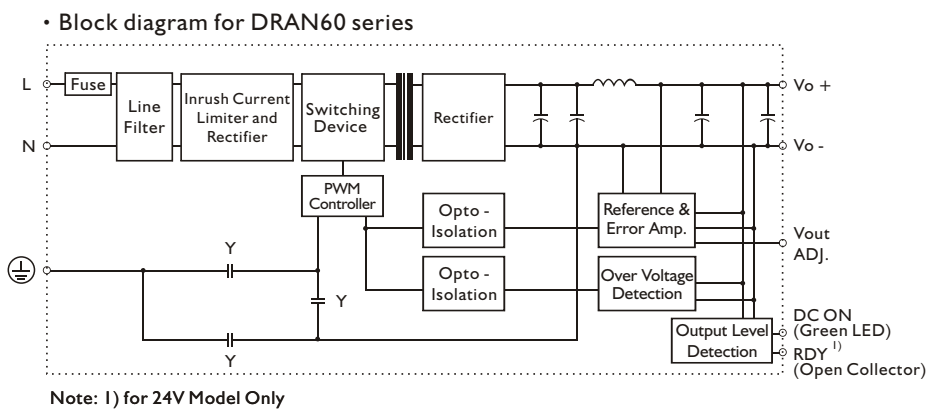 • Block diagram for DRAN60 series
L
Fuse
Line
Filter
Inrush Current
Limiter and
Rectifier
Switching
Device
Rectifier
Vo +
N
Vo -
PWM
Controller
Opto -
Isolation
Reference &
Error Amp.
Vout
ADJ.
Y
Opto -
Isolation
Over Voltage
Detection
Y
Y
Output Level
Detection
DC ON
(Green LED)
RDY 1)
(Open Collector)
Note: 1) for 24V Model Only